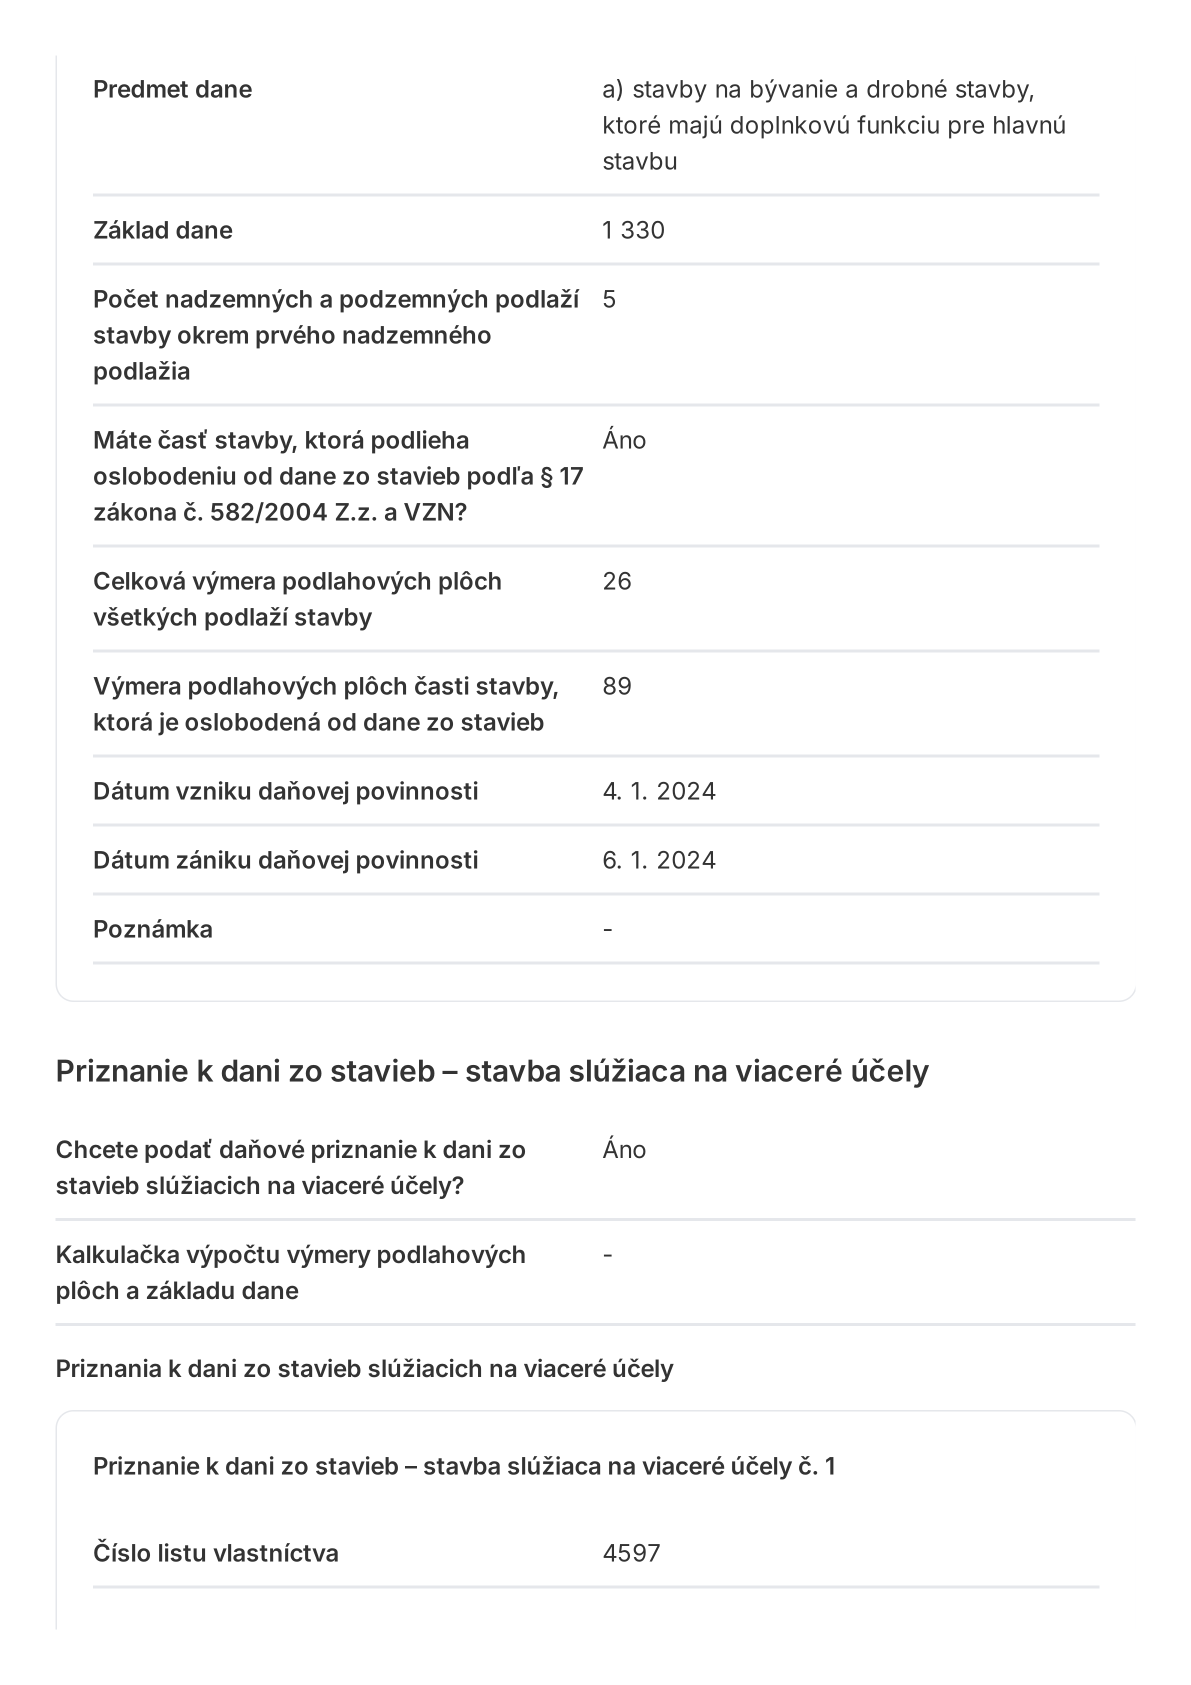 Predmet dane
a) stavby na bývanie a drobné stavby,
ktoré majú doplnkovú funkciu pre hlavnú
stavbu
Základ dane
1 330
Počet nadzemných a podzemných podlaží
stavby okrem prvého nadzemného
podlažia
5
Máte časť stavby, ktorá podlieha
oslobodeniu od dane zo stavieb podľa § 17
zákona č. 582/2004 Z.z. a VZN?
Áno
Celková výmera podlahových plôch
všetkých podlaží stavby
26
Výmera podlahových plôch časti stavby,
ktorá je oslobodená od dane zo stavieb
89
Dátum vzniku daňovej povinnosti
4. 1. 2024
Dátum zániku daňovej povinnosti
6. 1. 2024
Poznámka
-
Priznanie k dani zo stavieb – stavba slúžiaca na viaceré účely
Chcete podať daňové priznanie k dani zo
stavieb slúžiacich na viaceré účely?
Áno
Kalkulačka výpočtu výmery podlahových
plôch a základu dane
-
Priznania k dani zo stavieb slúžiacich na viaceré účely
Priznanie k dani zo stavieb – stavba slúžiaca na viaceré účely č. 1
Číslo listu vlastníctva
4597